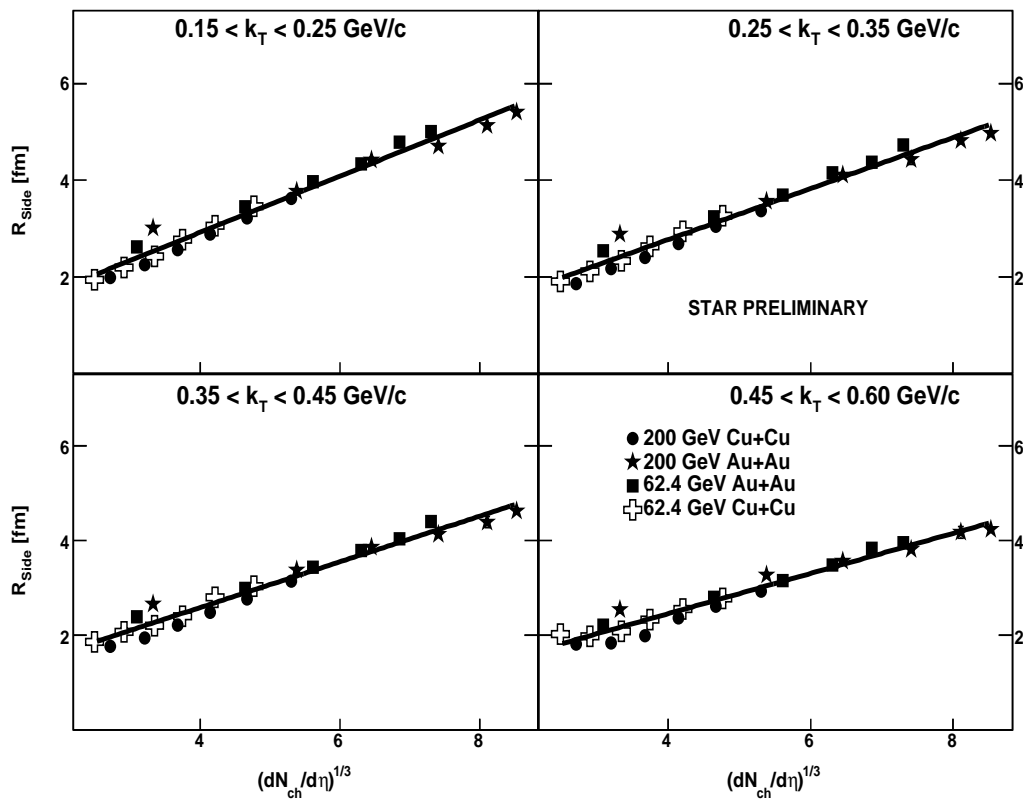 0.15 < k_T < 0.25 GeV/c
0.25 < k_T < 0.35 GeV/c
R_Side [fm]
6
4
2
6
4
2
STAR PRELIMINARY
0.35 < k_T < 0.45 GeV/c
0.45 < k_T < 0.60 GeV/c
R_Side [fm]
6
4
2
200 GeV Cu+Cu
200 GeV Au+Au
62.4 GeV Au+Au
62.4 GeV Cu+Cu
6
4
2
4 6 8
4 6 8
(dN_ch/dη)^1/3
(dN_ch/dη)^1/3